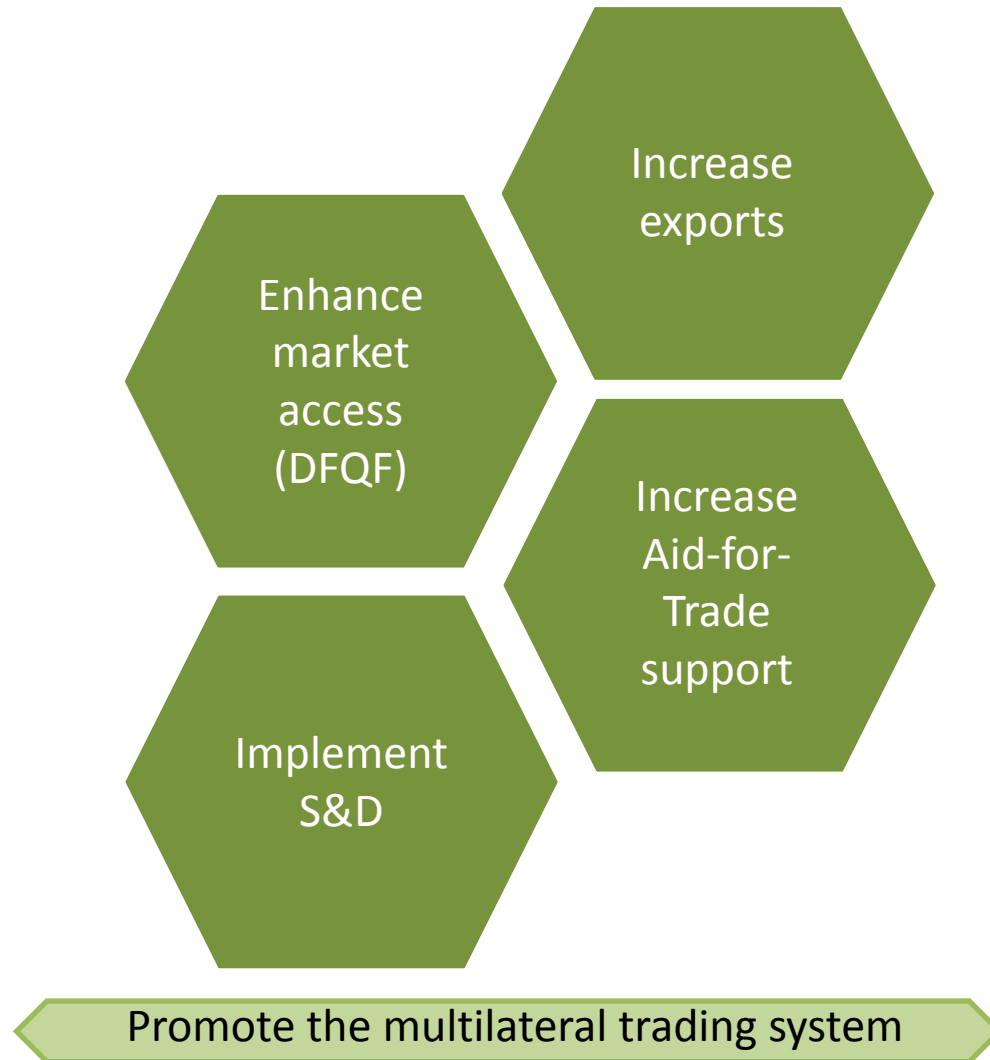 Increase
exports
Enhance
market
access
(DFQF)
Increase
Aid-for-
Trade
support
Implement
S&D
Promote the multilateral trading system